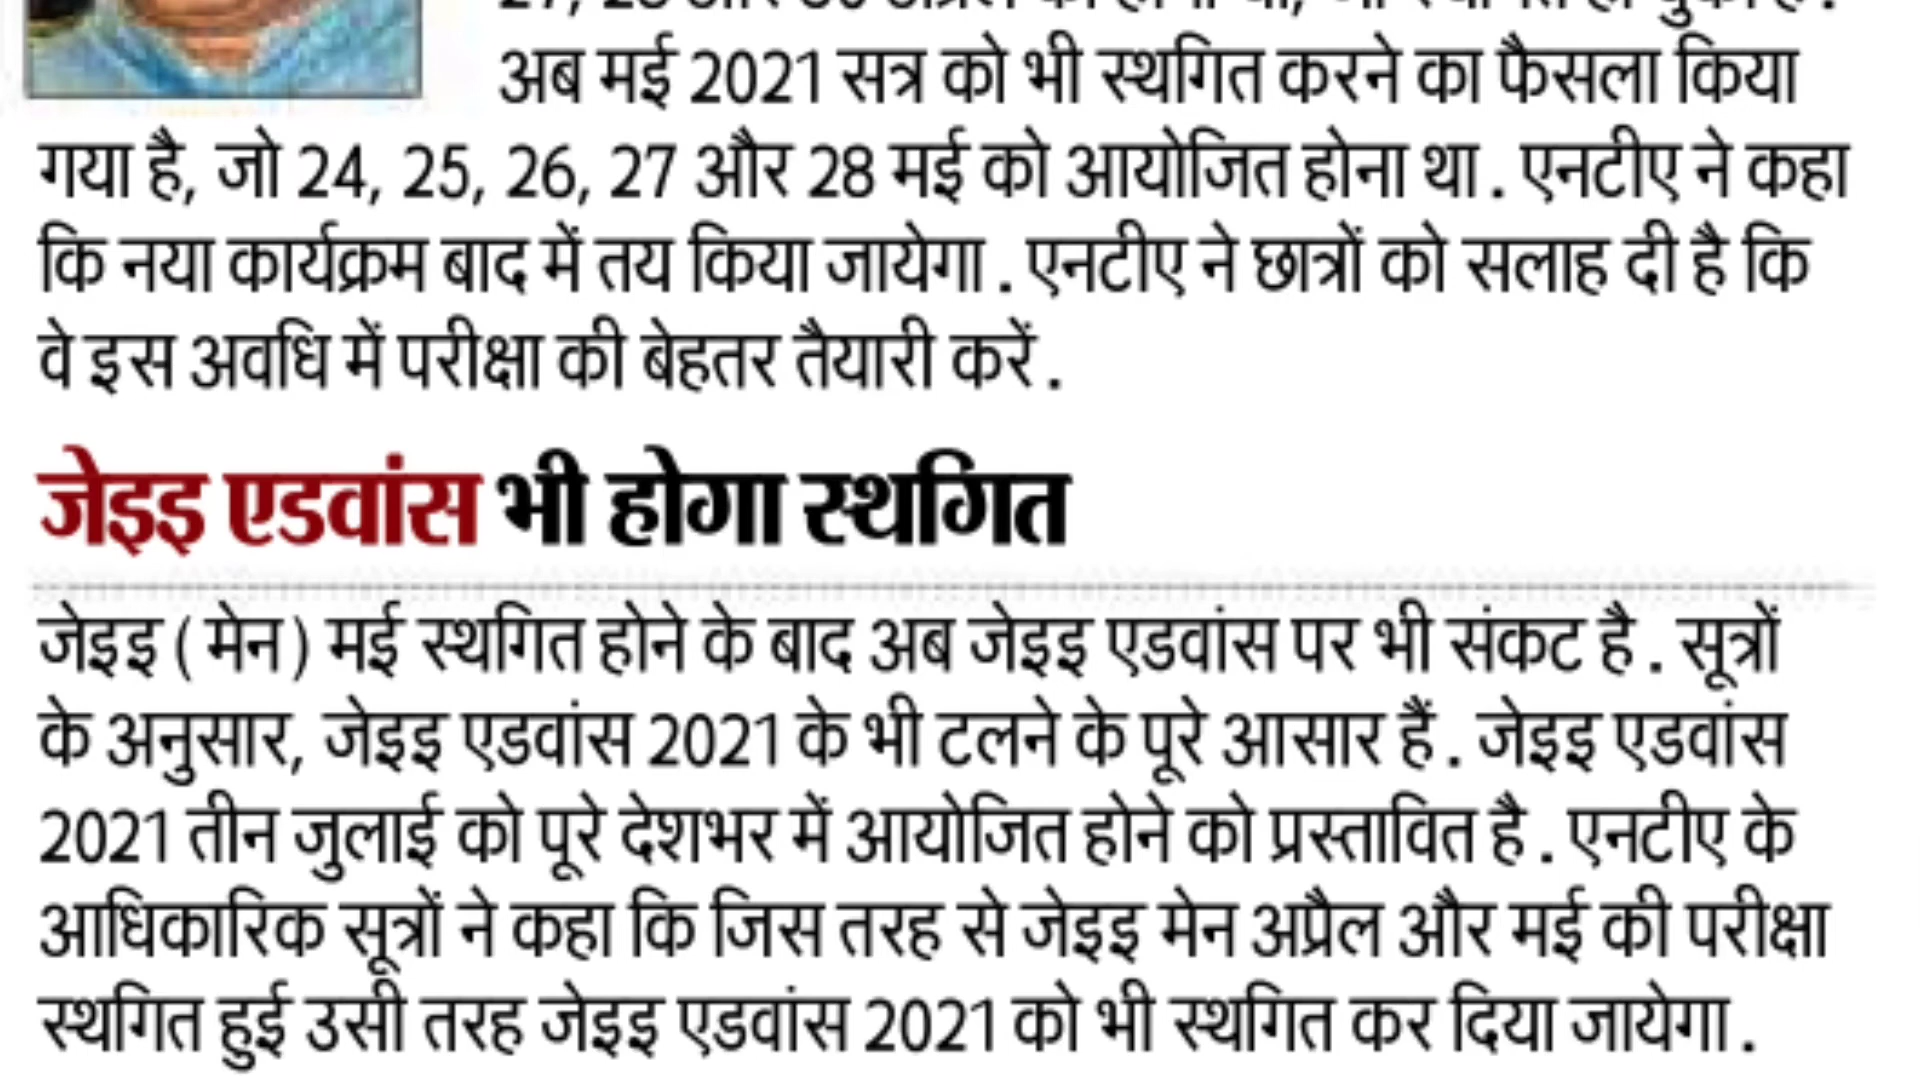 अब मई 2021 सत्र को भी स्थगित करने का फैसला किया
गया है, जो 24, 25, 26, 27 और 28 मई को आयोजित होना था. एनटीए ने कहा
कि नया कार्यक्रम बाद में तय किया जायेगा. एनटीए ने छात्रों को सलाह दी है कि
वे इस अवधि में परीक्षा की बेहतर तैयारी करें.
जेइइ एडवांस भी होगा स्थगित
जेइइ (मेन) मई स्थगित होने के बाद अब जेइइ एडवांस पर भी संकट है. सूत्रों
के अनुसार, जेइइ एडवांस 2021 के भी टलने के पूरे आसार हैं. जेइइ एडवांस
2021 तीन जुलाई को पूरे देशभर में आयोजित होने को प्रस्तावित है. एनटीए के
आधिकारिक सूत्रों ने कहा कि जिस तरह से जेइइ मेन अप्रैल और मई की परीक्षा
स्थगित हुई उसी तरह जेइइ एडवांस 2021 को भी स्थगित कर दिया जायेगा.